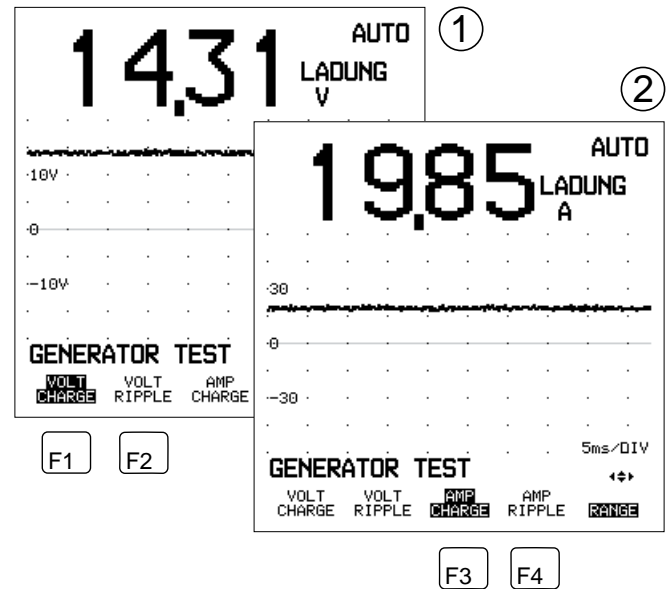 1
AUTO
14,31 LADUNG
V
10V
0
-10V
GENERATOR TEST
VOLT CHARGE VOLT RIPPLE AMP CHARGE
F1 F2
2
AUTO
19,85 LADUNG
A
30
0
-30
5ms/DIV
GENERATOR TEST
VOLT CHARGE VOLT RIPPLE AMP CHARGE AMP RIPPLE RANGE
F3 F4